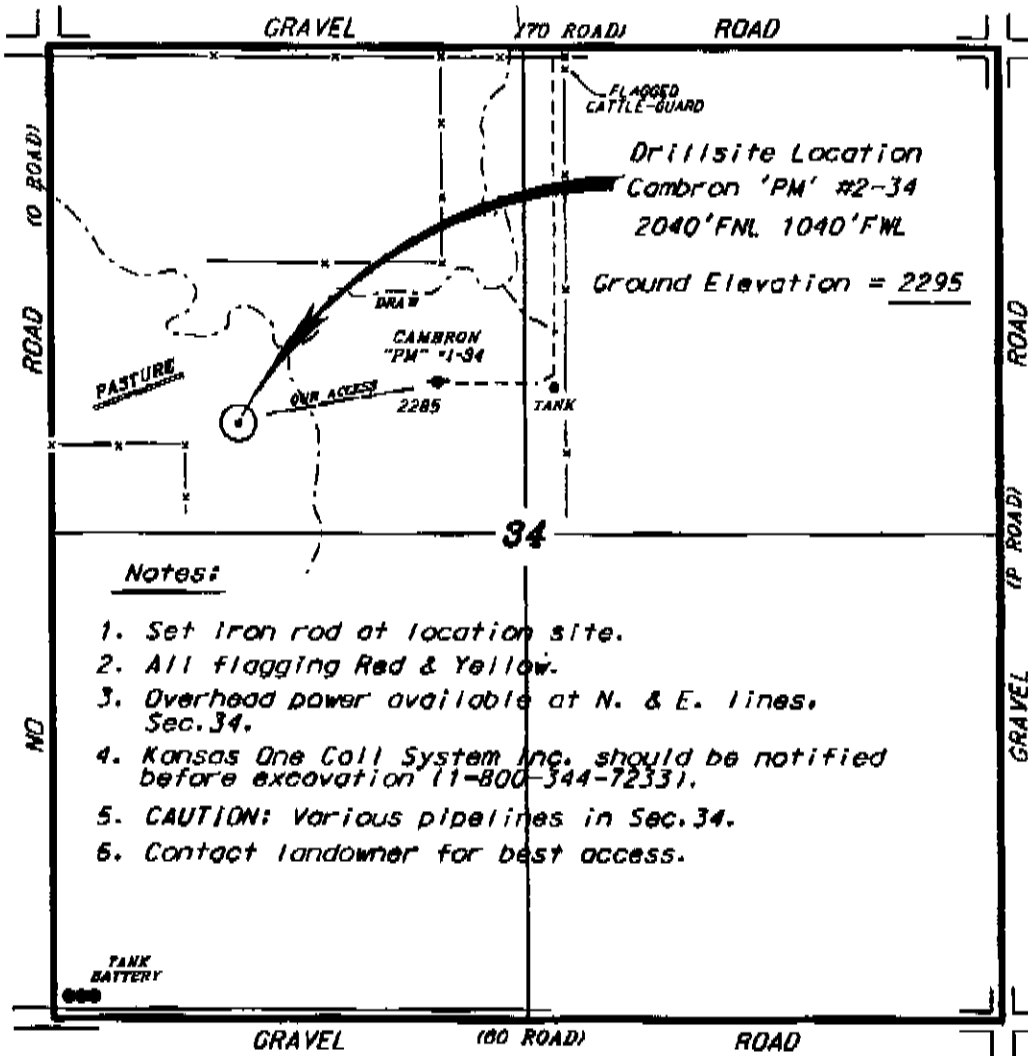 GRAVEL (70 ROAD) ROAD
FLAGGED
CATTLE-GUARD
Drillsite Location
Cambron 'PM' #2-34
2040'FNL 1040'FWL
Ground Elevation = 2295
(O ROAD)
NO ROAD
DRAW
CAMBRON
"PM" #1-34
PASTURE
OUR ACCESS
2285
TANK
34
ROAD
(P ROAD)
GRAVEL
Notes:
1. Set iron rod at location site.
2. All flagging Red & Yellow.
3. Overhead power available at N. & E. lines.
Sec.34.
4. Kansas One Call System Inc. should be notified
before excavation (1-800-344-7233).
5. CAUTION: Various pipelines in Sec.34.
6. Contact landowner for best access.
TANK
BATTERY
GRAVEL (60 ROAD) ROAD